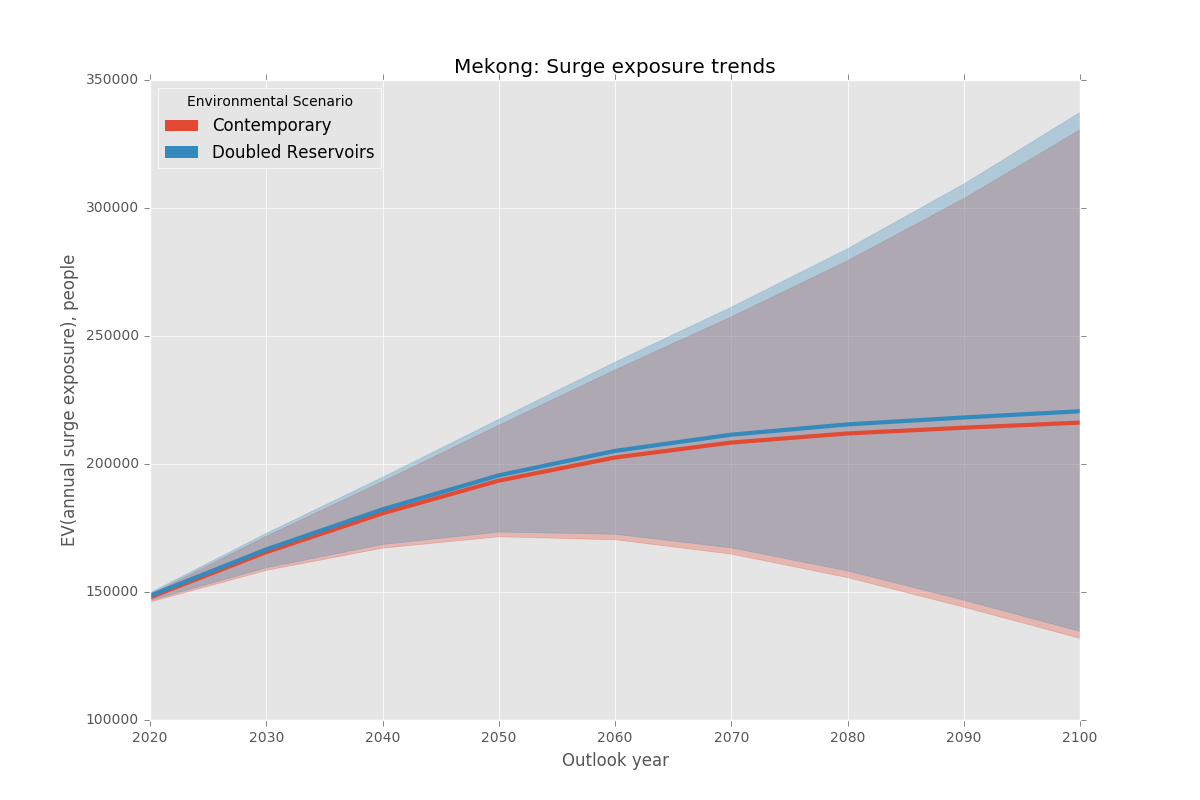 Mekong: Surge exposure trends
350000
Environmental Scenario
Contemporary
Doubled Reservoirs
300000
250000
200000
150000
100000
EV(annual surge exposure), people
2020 2030 2040 2050 2060 2070 2080 2090 2100
Outlook year